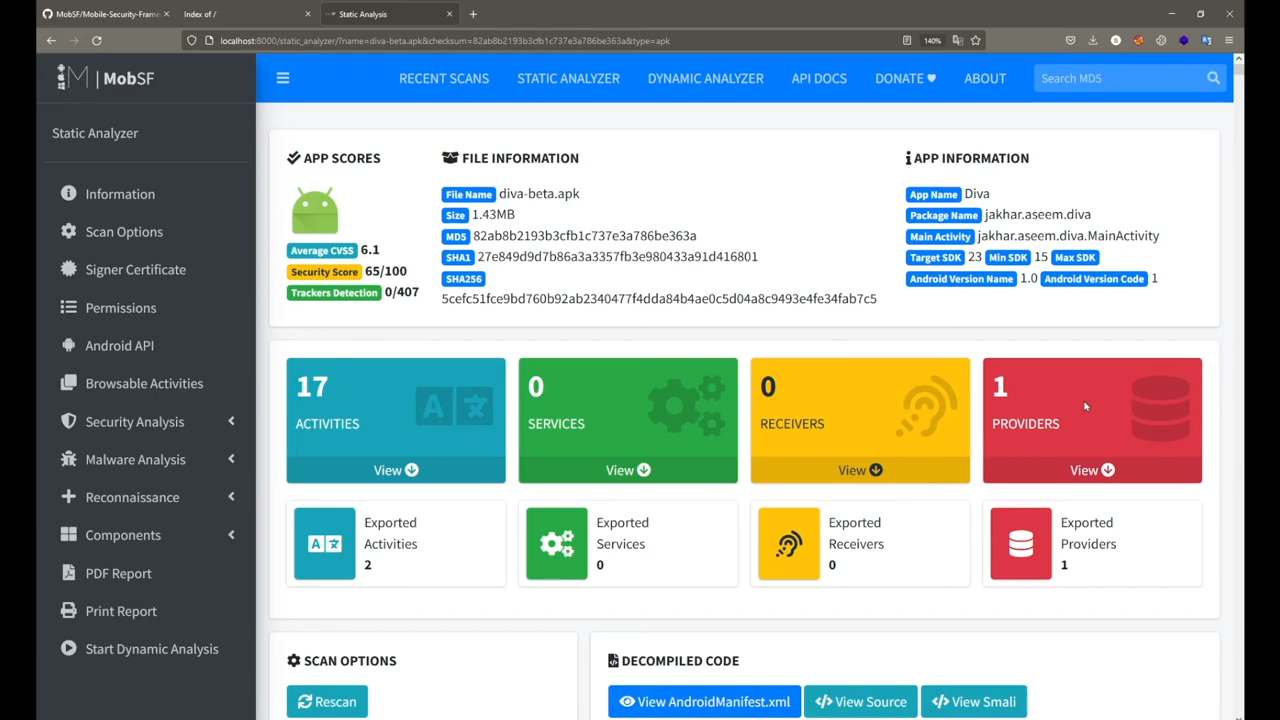 MobSF/Mobile-Security-Frame
Index of /
Static Analysis
localhost:8000/static_analyzer/?name=diva-beta.apk&checksum=82ab8b2193b3cfb1c737e3a786be363a&type=apk
140%
MobSF
RECENT SCANS
STATIC ANALYZER
DYNAMIC ANALYZER
API DOCS
DONATE
ABOUT
Search MD5
Static Analyzer
Information
Scan Options
Signer Certificate
Permissions
Android API
Browsable Activities
Security Analysis
Malware Analysis
Reconnaissance
Components
PDF Report
Print Report
Start Dynamic Analysis
APP SCORES
Average CVSS 6.1
Security Score 65/100
Trackers Detection 0/407
FILE INFORMATION
File Name diva-beta.apk
Size 1.43MB
MD5 82ab8b2193b3cfb1c737e3a786be363a
SHA1 27e849d9d7b86a3a3357fb3e980433a91d416801
SHA256
5cefc51fce9bd760b92ab2340477f4dda84b4ae0c5d04a8c9493e4fe34fab7c5
APP INFORMATION
App Name Diva
Package Name jakhar.aseem.diva
Main Activity jakhar.aseem.diva.MainActivity
Target SDK 23 Min SDK 15 Max SDK
Android Version Name 1.0 Android Version Code 1
17
ACTIVITIES
View
0
SERVICES
View
0
RECEIVERS
View
1
PROVIDERS
View
Exported
Activities
2
Exported
Services
0
Exported
Receivers
0
Exported
Providers
1
SCAN OPTIONS
Rescan
DECOMPILED CODE
View AndroidManifest.xml
View Source
View Smali